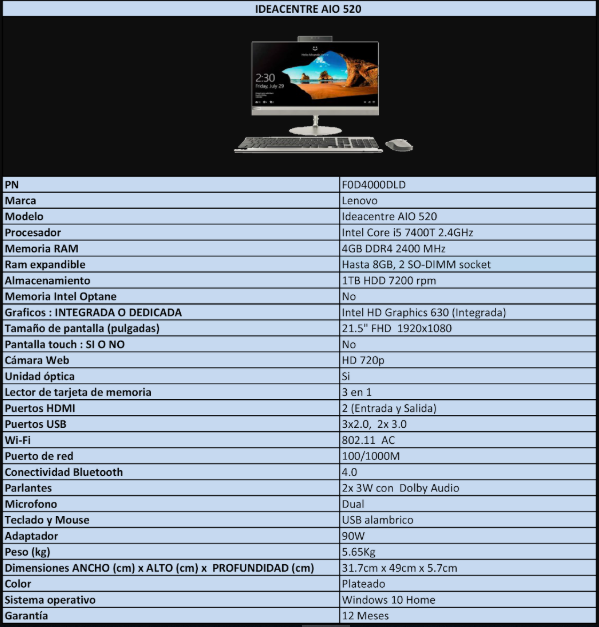 IDEACENTRE AIO 520
2:30
Friday, July 29
PN F0D4000DLD
Marca Lenovo
Modelo Ideacentre AIO 520
Procesador Intel Core i5 7400T 2.4GHz
Memoria RAM 4GB DDR4 2400 MHz
Ram expandible Hasta 8GB, 2 SO-DIMM socket
Almacenamiento 1TB HDD 7200 rpm
Memoria Intel Optane No
Graficos : INTEGRADA O DEDICADA Intel HD Graphics 630 (Integrada)
Tamaño de pantalla (pulgadas) 21.5" FHD 1920x1080
Pantalla touch : SI O NO No
Cámara Web HD 720p
Unidad óptica Si
Lector de tarjeta de memoria 3 en 1
Puertos HDMI 2 (Entrada y Salida)
Puertos USB 3x2.0, 2x 3.0
Wi-Fi 802.11 AC
Puerto de red 100/1000M
Conectividad Bluetooth 4.0
Parlantes 2x 3W con Dolby Audio
Microfono Dual
Teclado y Mouse USB alambrico
Adaptador 90W
Peso (kg) 5.65Kg
Dimensiones ANCHO (cm) x ALTO (cm) x PROFUNDIDAD (cm) 31.7cm x 49cm x 5.7cm
Color Plateado
Sistema operativo Windows 10 Home
Garantía 12 Meses